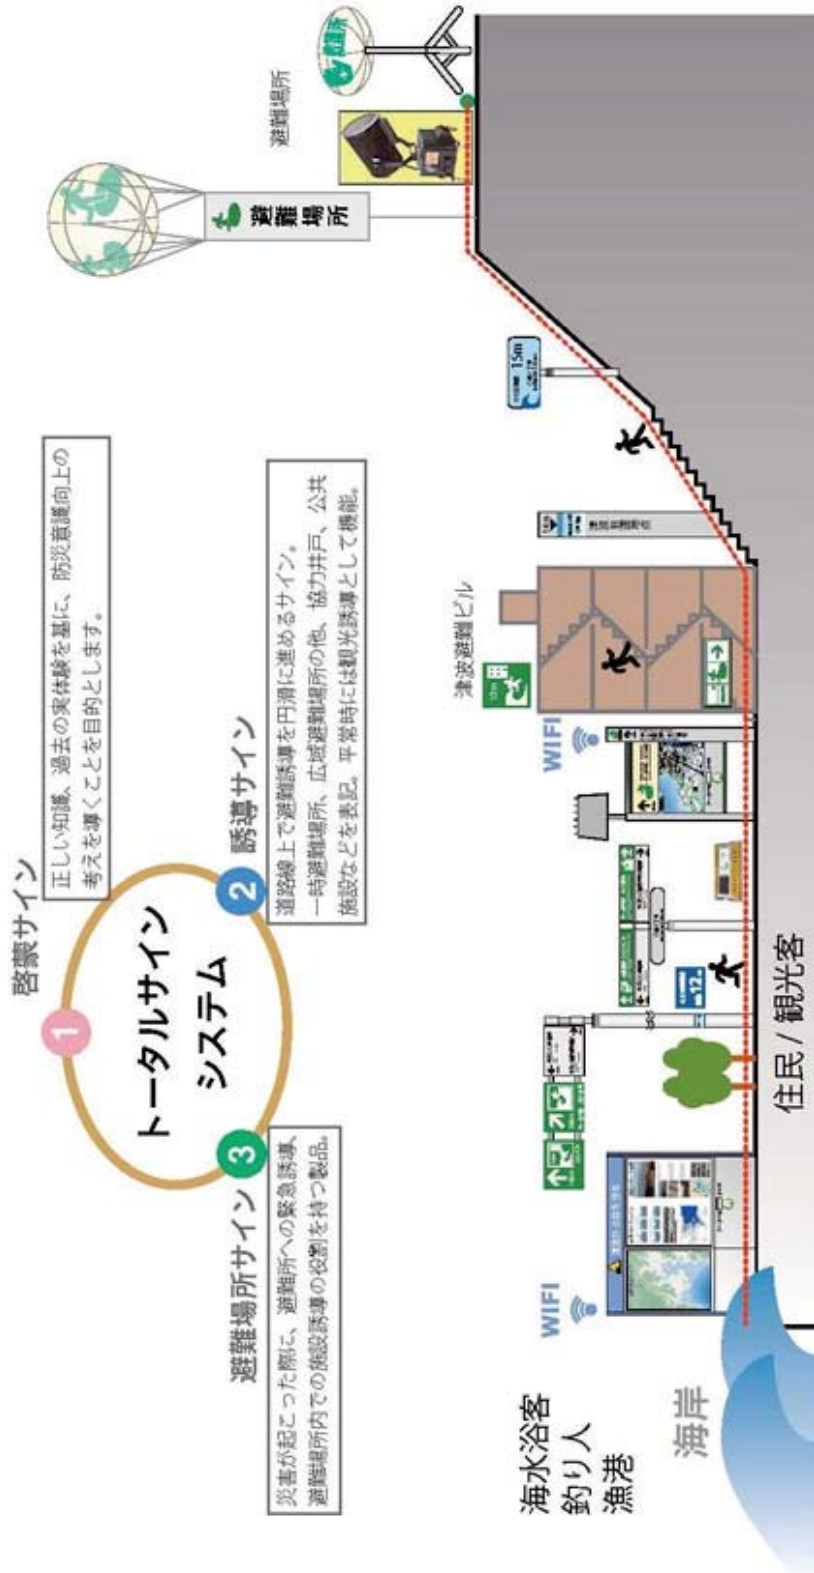 啓蒙サイン
1
正しい知識、過去の実体験を基に、防災意識向上の
考えを導くことを目的とします。
トータルサイン
システム
2
誘導サイン
道路線上で避難誘導を円滑に進めるサイン。
一時避難場所、広域避難場所の他、協力井戸、公共
施設などを表記。平常時には観光誘導として機能。
3
避難場所サイン
災害が起こった際に、避難所への緊急誘導、
避難場所内での施設誘導の役割を持つ製品。
海水浴客
釣り人
漁港
海岸
WIFI
住民/観光客
12m
WIFI
津波避難ビル
15m
避難場所
避難場所